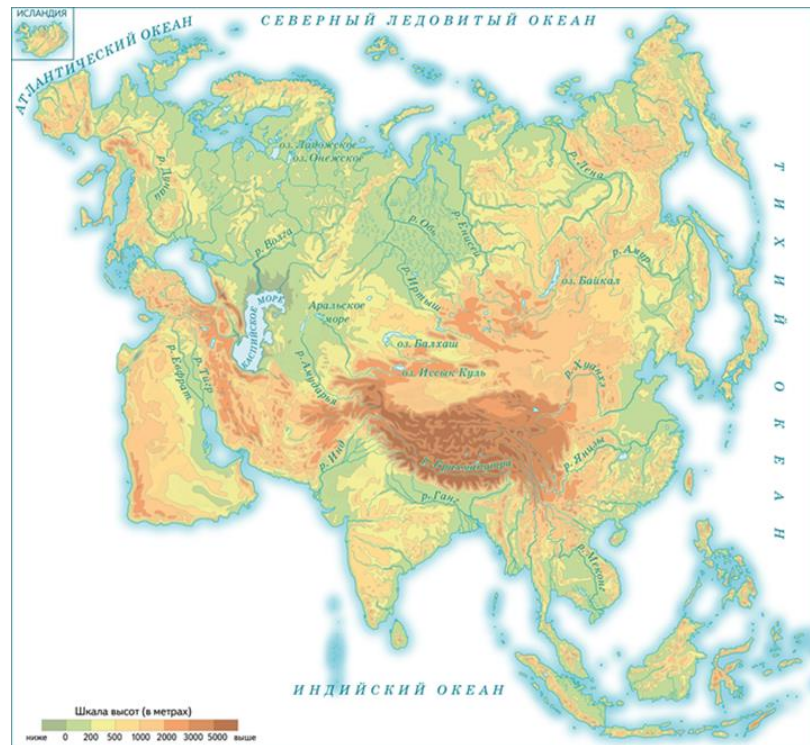 ИСЛАНДИЯ
СЕВЕРНЫЙ ЛЕДОВИТЫЙ ОКЕАН
АТЛАНТИЧЕСКИЙ ОКЕАН
оз. Ладожское
оз. Онежское
р. Лена
р. Дунай
р. Обь
р. Енисей
р. Волга
р. Амур
р. Иртыш
оз. Байкал
КАСПИЙСКОЕ МОРЕ
Аральское
море
оз. Балхаш
оз. Иссык Куль
р. Амударья
р. Евфрат
р. Тигр
р. Хуанхэ
р. Инд
р. Брахмапутра
р. Янцзы
р. Ганг
р. Меконг
ТИХИЙ ОКЕАН
ИНДИЙСКИЙ ОКЕАН
Шкала высот (в метрах)
ниже 0 200 500 1000 2000 3000 5000 выше